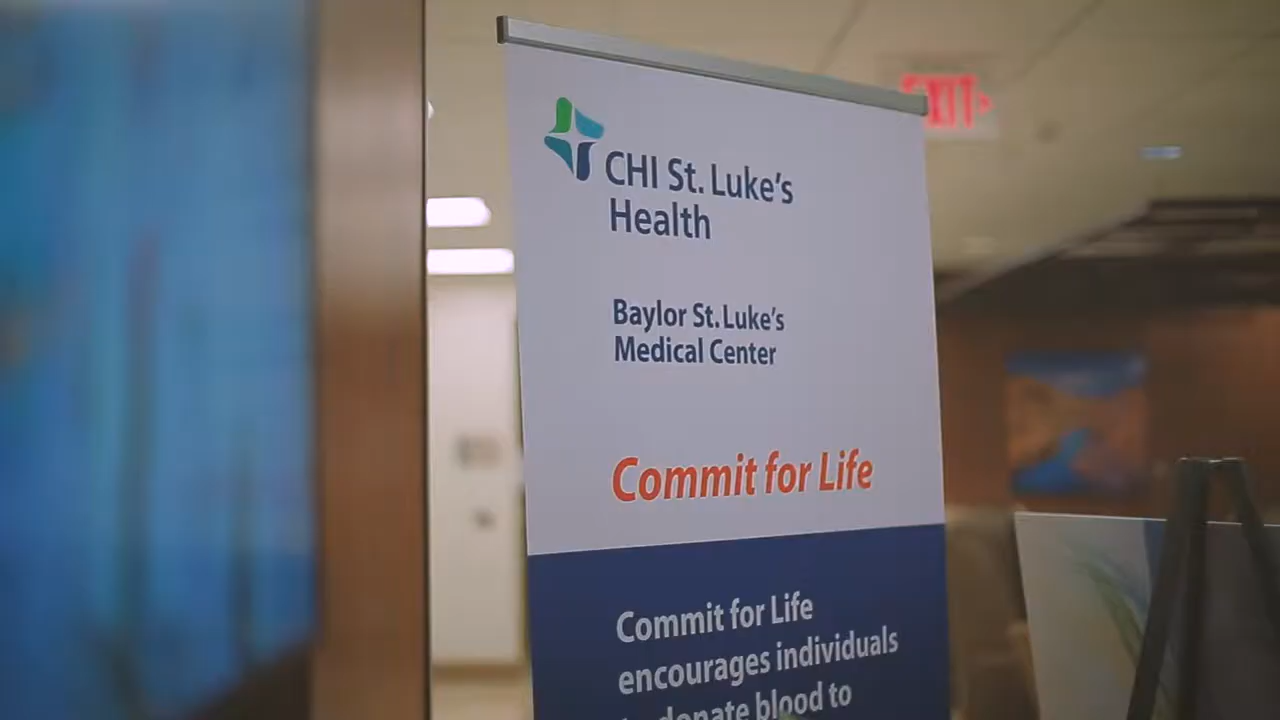 EXIT
CHI St. Luke's
Health
Baylor St. Luke's
Medical Center
Commit for Life
Commit for Life
encourages individuals
to donate blood to